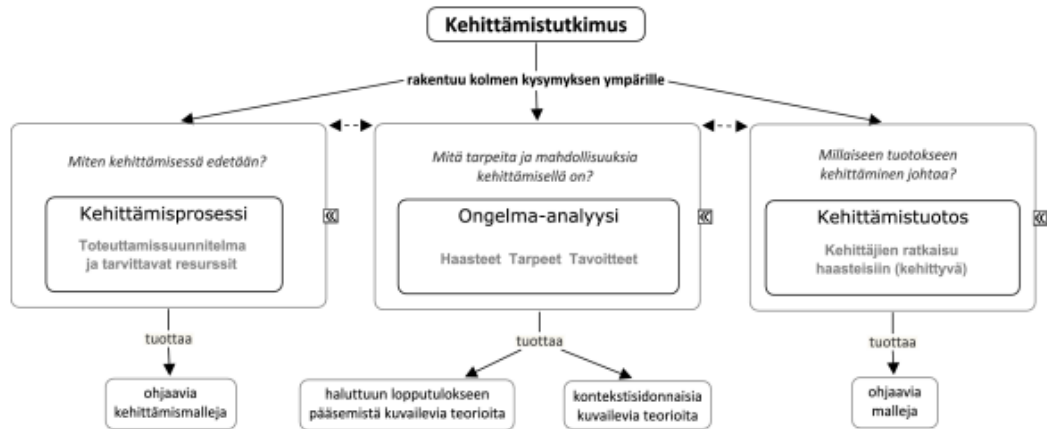 Kehittämistutkimus
rakentuu kolmen kysymyksen ympärille
Miten kehittämisessä edetään?
Kehittämisprosessi
Toteuttamissuunnitelma
ja tarvittavat resurssit
Mitä tarpeita ja mahdollisuuksia
kehittämisellä on?
Ongelma-analyysi
Haasteet Tarpeet Tavoitteet
Millaiseen tuotokseen
kehittäminen johtaa?
Kehittämistuotos
Kehittäjien ratkaisu
haasteisiin (kehittyvä)
tuottaa
tuottaa
tuottaa
ohjaavia
kehittämismalleja
haluttuun lopputulokseen
pääsemistä kuvailevia teorioita
kontekstisidonnaisia
kuvailevia teorioita
ohjaavia
malleja